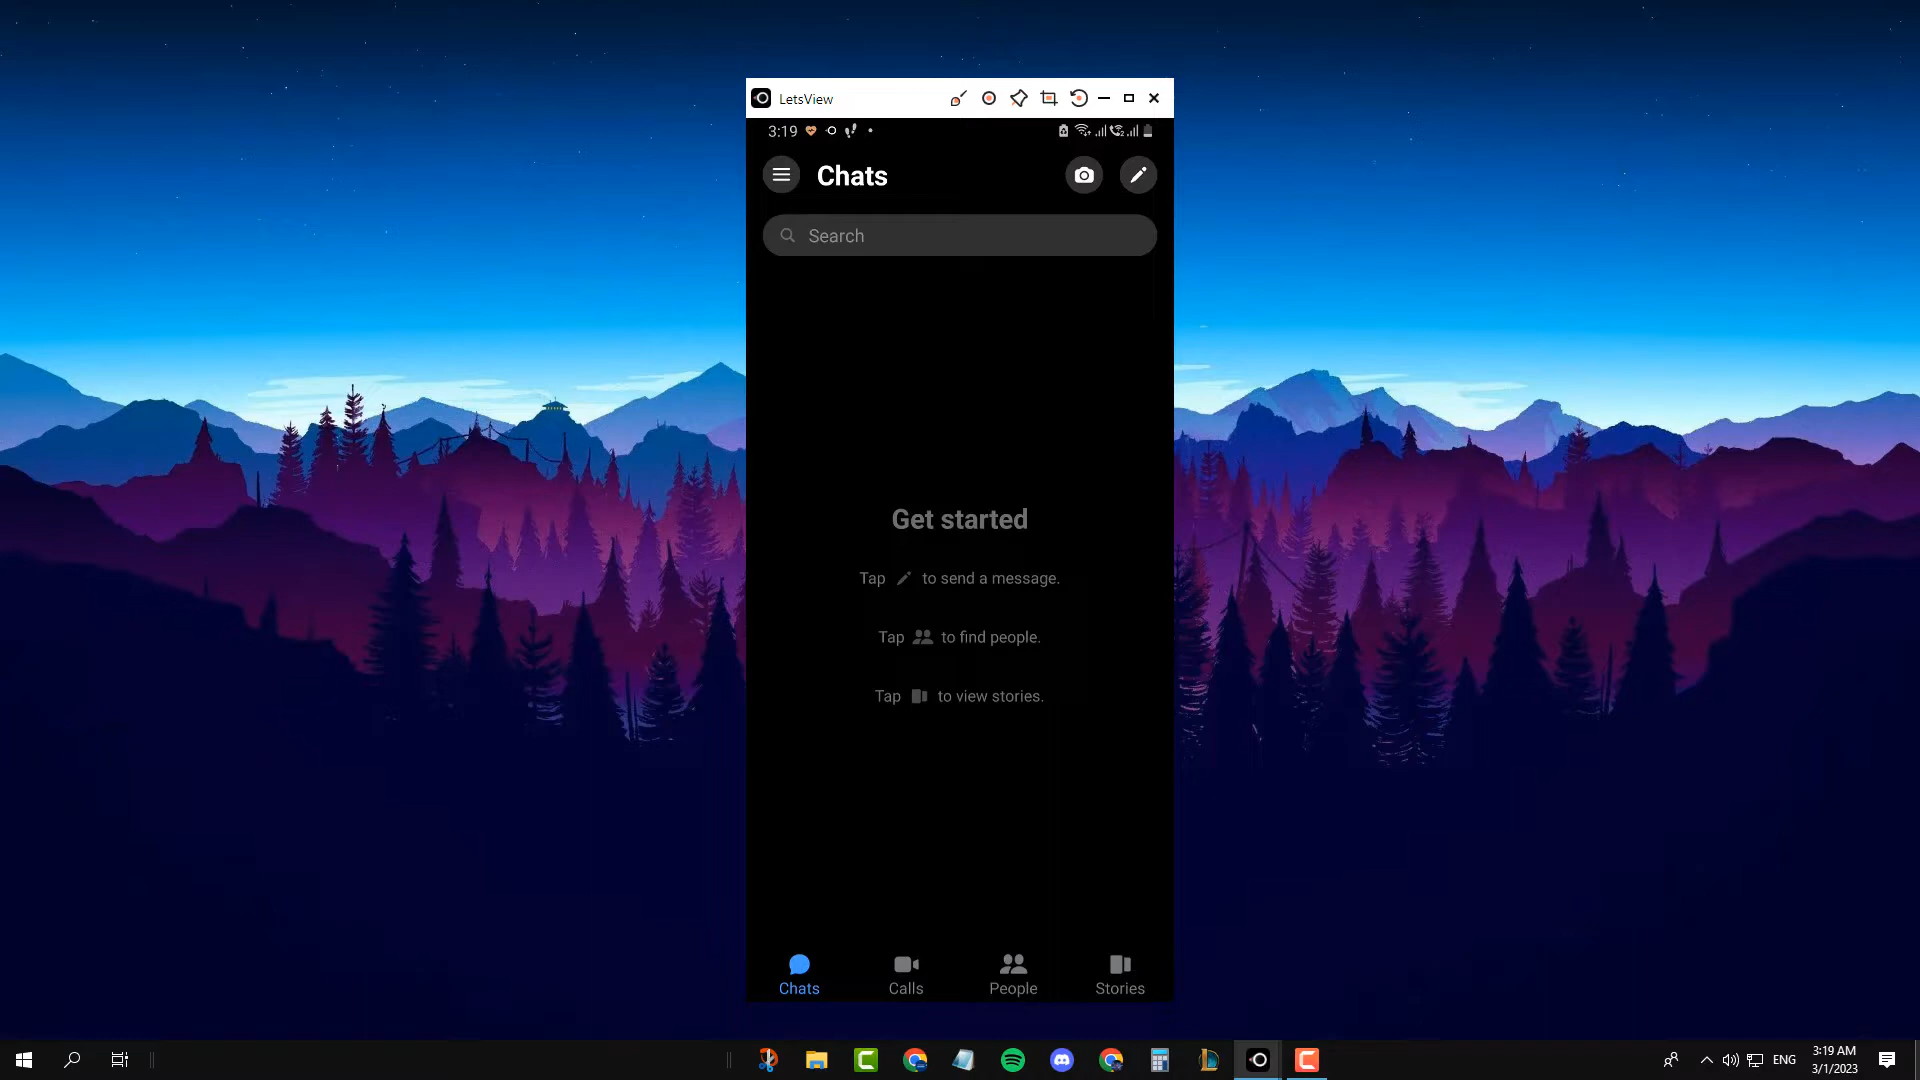 LetsView
3:19
Chats
Search
Get started
Tap to send a message.
Tap to find people.
Tap to view stories.
Chats
Calls
People
Stories
ENG
3:19 AM
3/1/2023